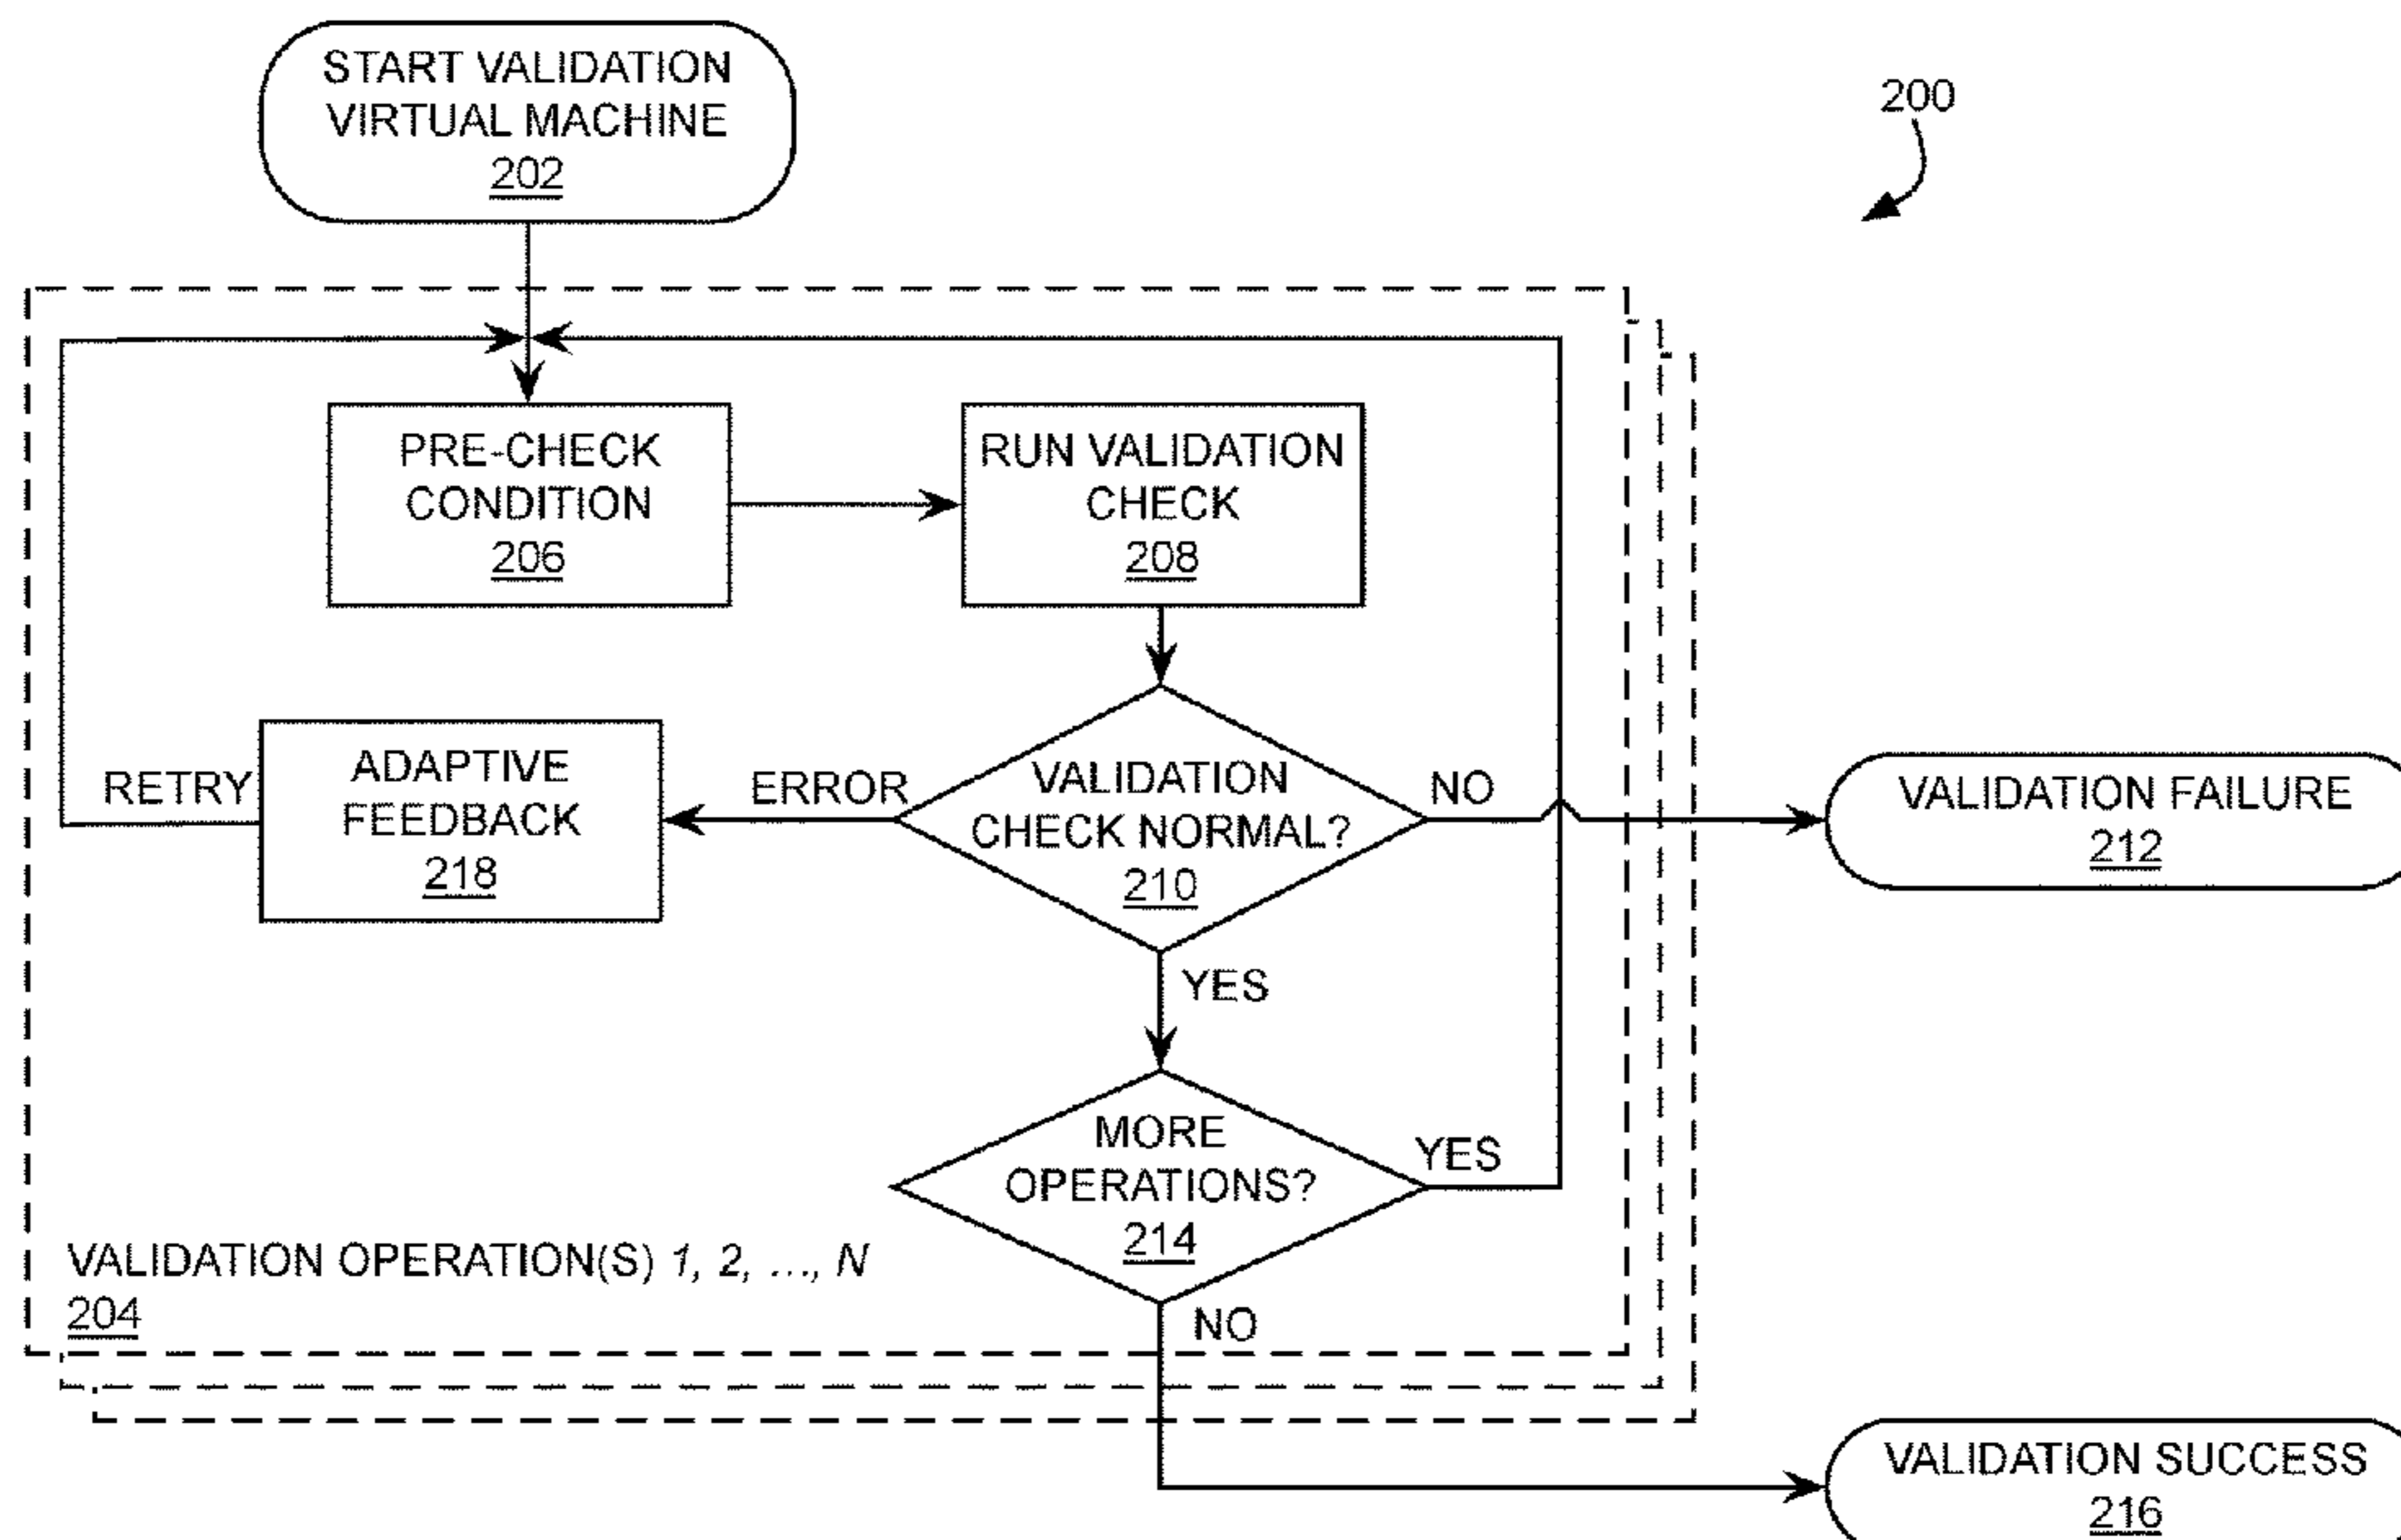 START VALIDATION
VIRTUAL MACHINE
202
200
PRE-CHECK
CONDITION
206
RUN VALIDATION
CHECK
208
RETRY
ADAPTIVE
FEEDBACK
218
ERROR
VALIDATION
CHECK NORMAL?
210
NO
VALIDATION FAILURE
212
YES
MORE
OPERATIONS?
214
YES
VALIDATION OPERATION(S) 1, 2, ..., N
204
NO
VALIDATION SUCCESS
216